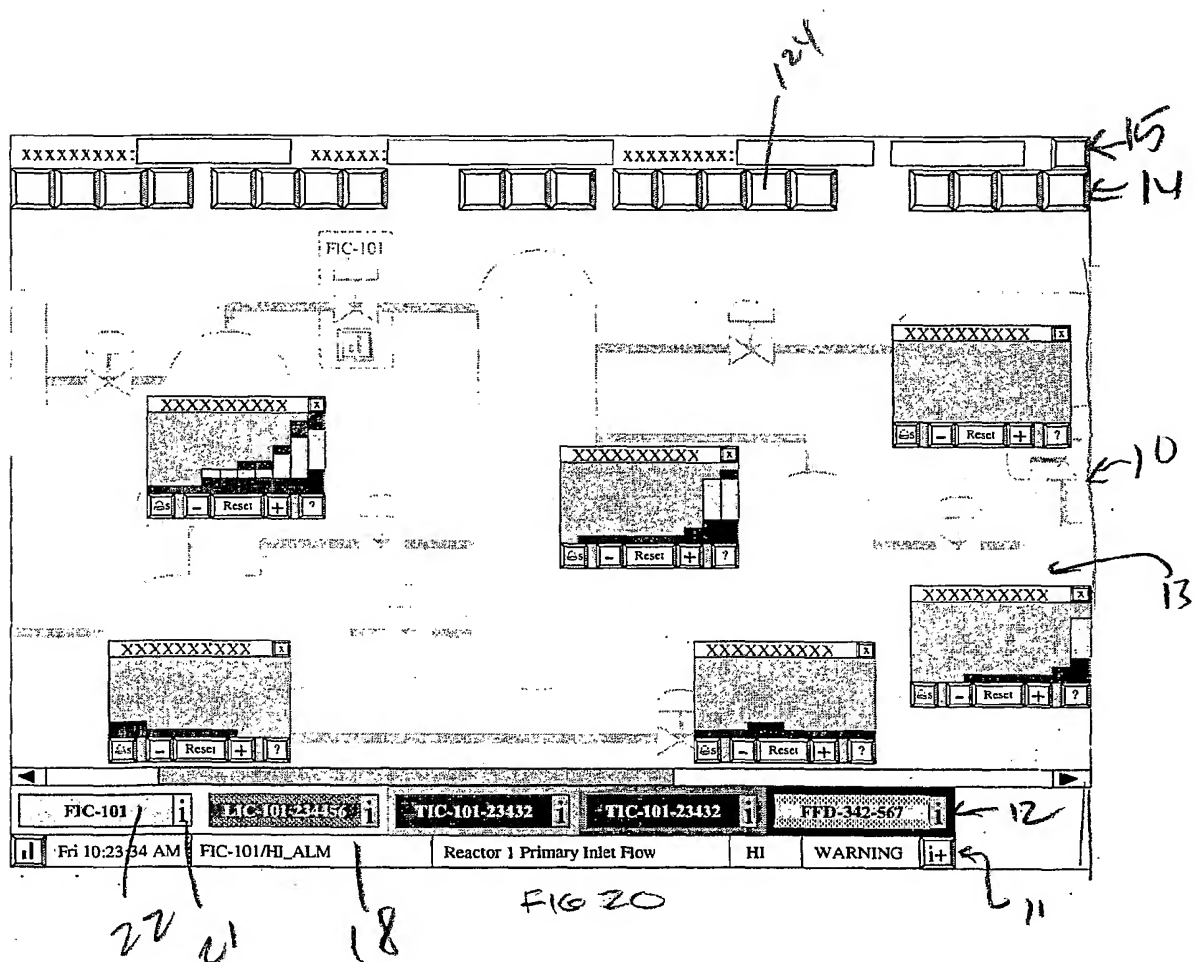 124
xxxxxxxxx: xxxxxx: xxxxxxxxx:
15
14
FIC-101
XXXXXXXXXX x
Reset + ?
- Reset + ?
XXXXXXXXXX x
- Reset + ?
XXXXXXXXXX x
- Reset + ?
10
13
XXXXXXXXXX x
- Reset + ?
XXXXXXXXXX x
- Reset + ?
XXXXXXXXXX x
- Reset + ?
FIC-101 i LIC-101-234456 i TIC-101-23432 i TIC-101-23432 i FFD-342-567 i
12
Fri 10:23:34 AM FIC-101/HI_ALM Reactor 1 Primary Inlet Flow HI WARNING i+
11
22 21 18
FIG 20